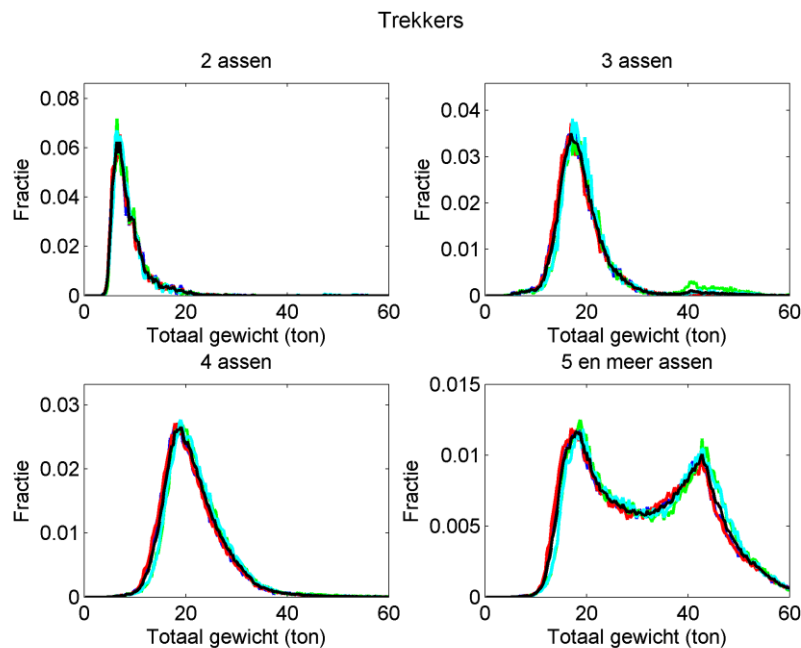 Trekkers
2 assen
0.08
0.06
0.04
0.02
0
Fractie
0 20 40 60
Totaal gewicht (ton)
3 assen
0.04
0.03
0.02
0.01
0
Fractie
0 20 40 60
Totaal gewicht (ton)
4 assen
0.03
0.02
0.01
0
Fractie
0 20 40 60
Totaal gewicht (ton)
5 en meer assen
0.015
0.01
0.005
0
Fractie
0 20 40 60
Totaal gewicht (ton)